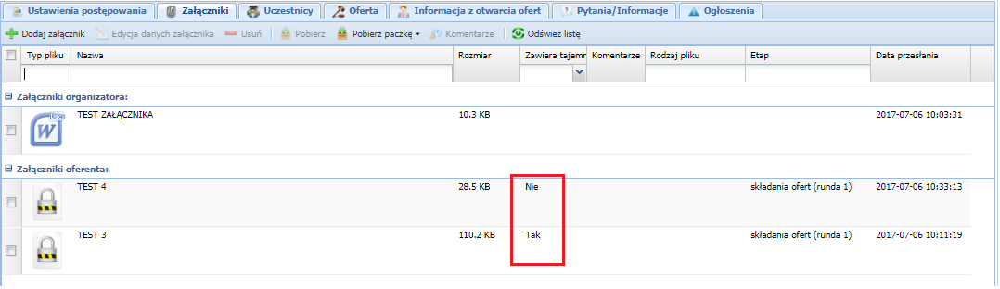 Ustawienia postępowania Załączniki Uczestnicy Oferta Informacja z otwarcia ofert Pytania/Informacje Ogłoszenia
Dodaj załącznik Edycja danych załącznika Usuń Pobierz Pobierz paczkę Komentarze Odśwież listę
Typ pliku Nazwa Rozmiar Zawiera tajemn Komentarze Rodzaj pliku Etap Data przesłania
Załączniki organizatora:
Docx W TEST ZAŁĄCZNIKA 10.3 KB 2017-07-06 10:03:31
Załączniki oferenta:
TEST 4 28.5 KB Nie składania ofert (runda 1) 2017-07-06 10:33:13
TEST 3 110.2 KB Tak składania ofert (runda 1) 2017-07-06 10:11:19